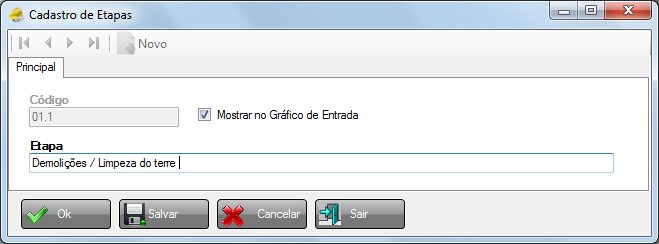 Cadastro de Etapas
Novo
Principal
Código
01.1
Mostrar no Gráfico de Entrada
Etapa
Demolições / Limpeza do terre
Ok
Salvar
Cancelar
Sair